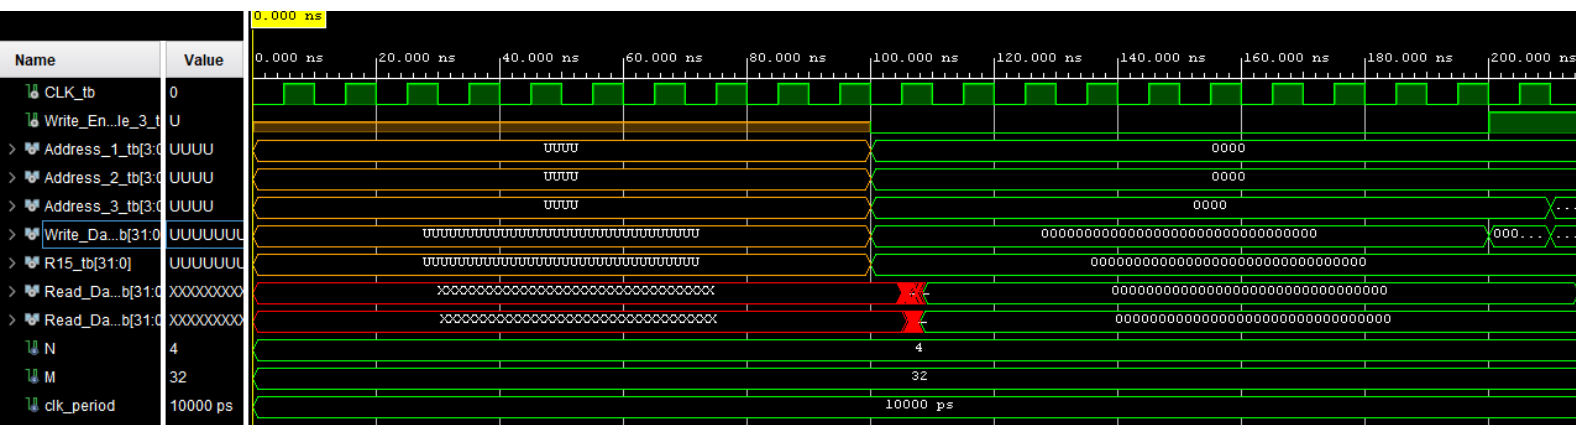 0.000 ns
Name Value 0.000 ns 20.000 ns 40.000 ns 60.000 ns 80.000 ns 100.000 ns 120.000 ns 140.000 ns 160.000 ns 180.000 ns 200.000 ns
CLK_tb 0
Write_En...le_3_t U
Address_1_tb[3:0 UUUU UUUU 0000
Address_2_tb[3:0 UUUU UUUU 0000
Address_3_tb[3:0 UUUU UUUU 0000 ...
Write_Da...b[31:0 UUUUUUU UUUUUUUUUUUUUUUUUUUUUUUUUUUUUUUU 00000000000000000000000000000000 000... ...
R15_tb[31:0] UUUUUUU UUUUUUUUUUUUUUUUUUUUUUUUUUUUUUUU 00000000000000000000000000000000
Read_Da...b[31:0 XXXXXXXX XXXXXXXXXXXXXXXXXXXXXXXXXXXXXXXX 00000000000000000000000000000000
Read_Da...b[31:0 XXXXXXXX XXXXXXXXXXXXXXXXXXXXXXXXXXXXXXXX 00000000000000000000000000000000
N 4 4
M 32 32
clk_period 10000 ps 10000 ps